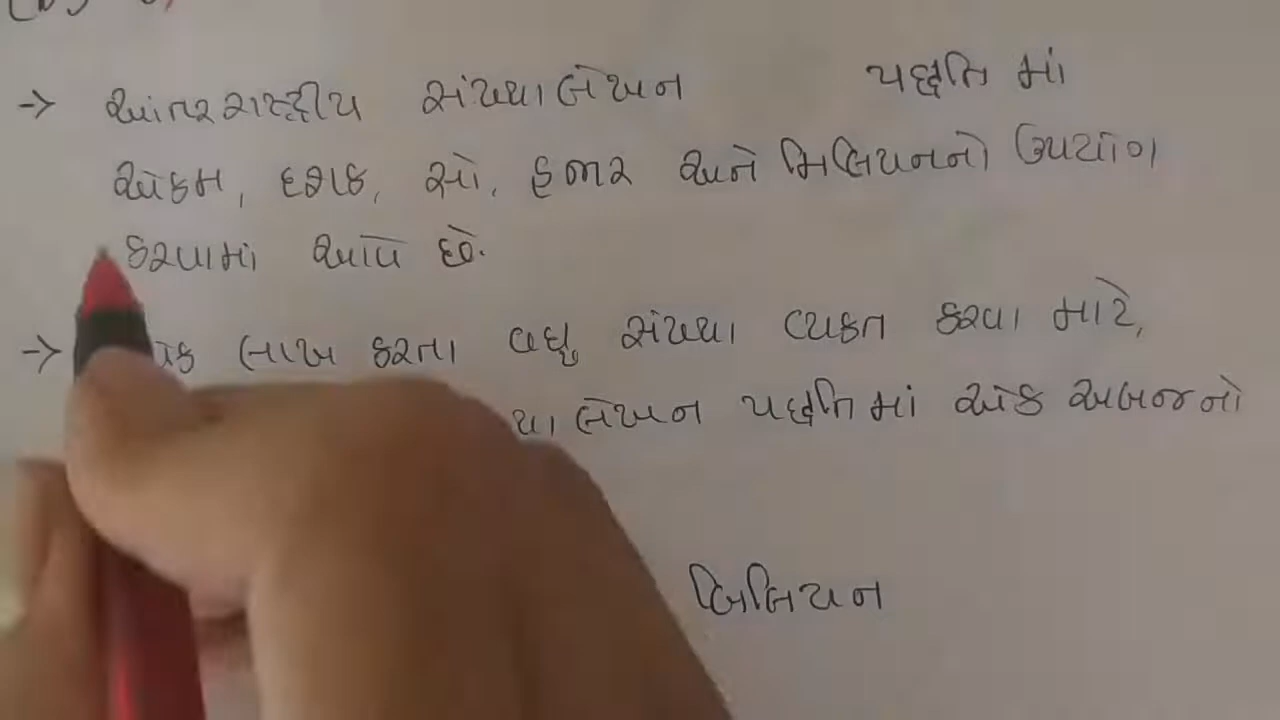 → આંતરરાષ્ટ્રીય સંખ્યાલેખન પદ્ધતિ માં
એકમ, દશક, સો, હજાર અને મિલિયનનો ઉપયોગ
કરવામાં આવે છે.
→ લાખ કરતા વધુ સંખ્યા વ્યક્ત કરવા માટે,
લેખન પદ્ધતિ માં એક અબજનો
બિલિયન